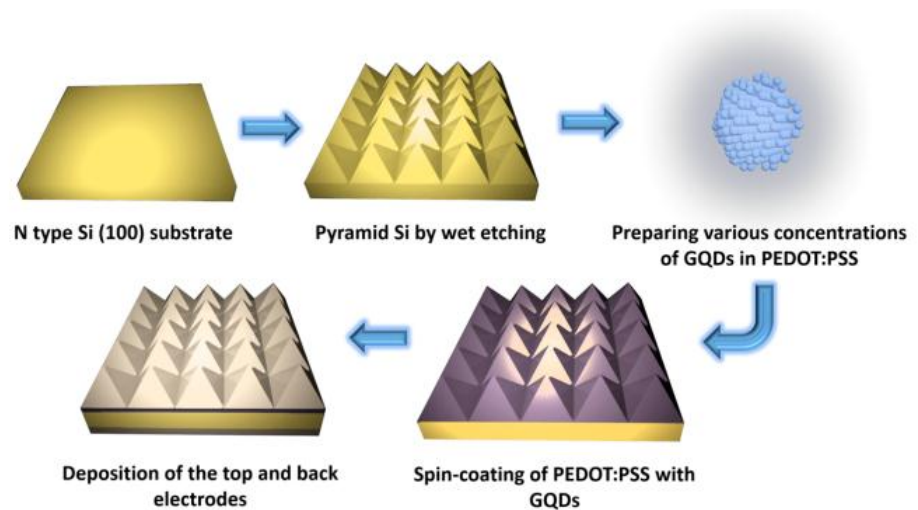 N type Si (100) substrate
Pyramid Si by wet etching
Preparing various concentrations
of GQDs in PEDOT:PSS
Deposition of the top and back
electrodes
Spin-coating of PEDOT:PSS with
GQDs